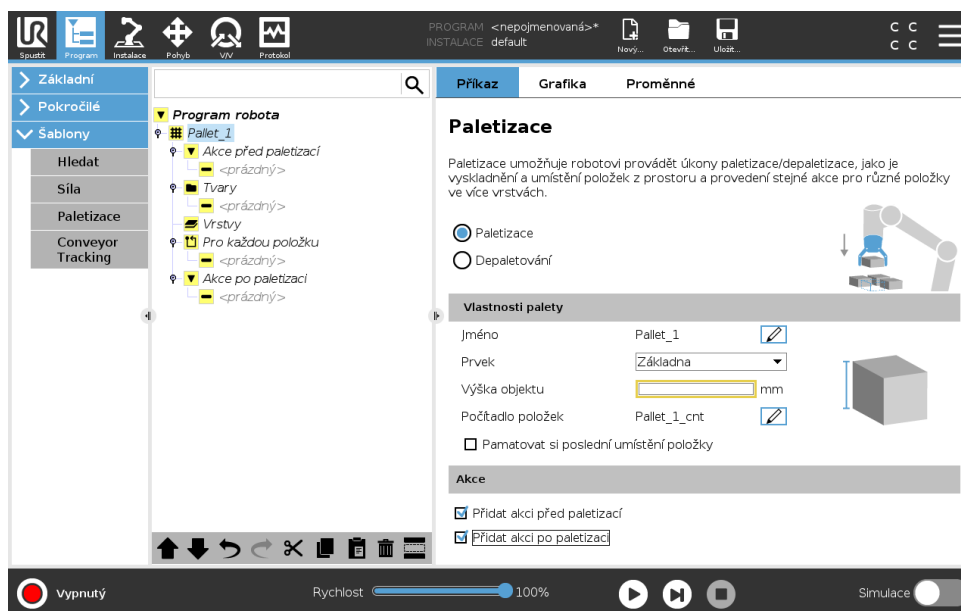 UR
Spustit
Program
Instalace
Pohyb
V/V
Protokol
PROGRAM <nepojmenovaná>*
INSTALACE default
Nový...
Otevřít...
Uložit...
C C
C C
Základní
Pokročilé
Šablony
Hledat
Síla
Paletizace
Conveyor
Tracking
Program robota
Pallet_1
Akce před paletizací
<prázdný>
Tvary
<prázdný>
Vrstvy
Pro každou položku
<prázdný>
Akce po paletizaci
<prázdný>
Příkaz
Grafika
Proměnné
Paletizace
Paletizace umožňuje robotovi provádět úkony paletizace/depaletizace, jako je
vyskladnění a umístění položek z prostoru a provedení stejné akce pro různé položky
ve více vrstvách.
Paletizace
Depaletování
Vlastnosti palety
Jméno Pallet_1
Prvek Základna
Výška objektu mm
Počítadlo položek Pallet_1_cnt
Pamatovat si poslední umístění položky
Akce
Přidat akci před paletizací
Přidat akci po paletizaci
Vypnutý
Rychlost 100%
Simulace